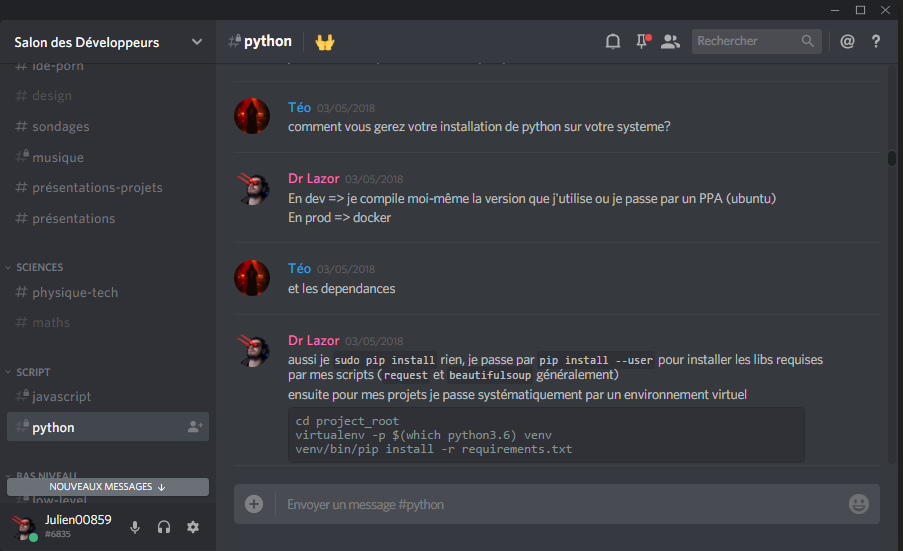 Salon des Développeurs
# ide-porn
# design
# sondages
# musique
# présentations-projets
# présentations
SCIENCES
# physique-tech
# maths
SCRIPT
# javascript
# python
BAS NIVEAU
NOUVEAUX MESSAGES ↓
# low-level
Julien00859
#6835
# python
Rechercher
@ ?
Téo 03/05/2018
comment vous gerez votre installation de python sur votre systeme?
Dr Lazor 03/05/2018
En dev => je compile moi-même la version que j'utilise ou je passe par un PPA (ubuntu)
En prod => docker
Téo 03/05/2018
et les dependances
Dr Lazor 03/05/2018
aussi je sudo pip install rien, je passe par pip install --user pour installer les libs requises
par mes scripts (request et beautifulsoup généralement)
ensuite pour mes projets je passe systématiquement par un environnement virtuel
cd project_root
virtualenv -p $(which python3.6) venv
venv/bin/pip install -r requirements.txt
Envoyer un message #python